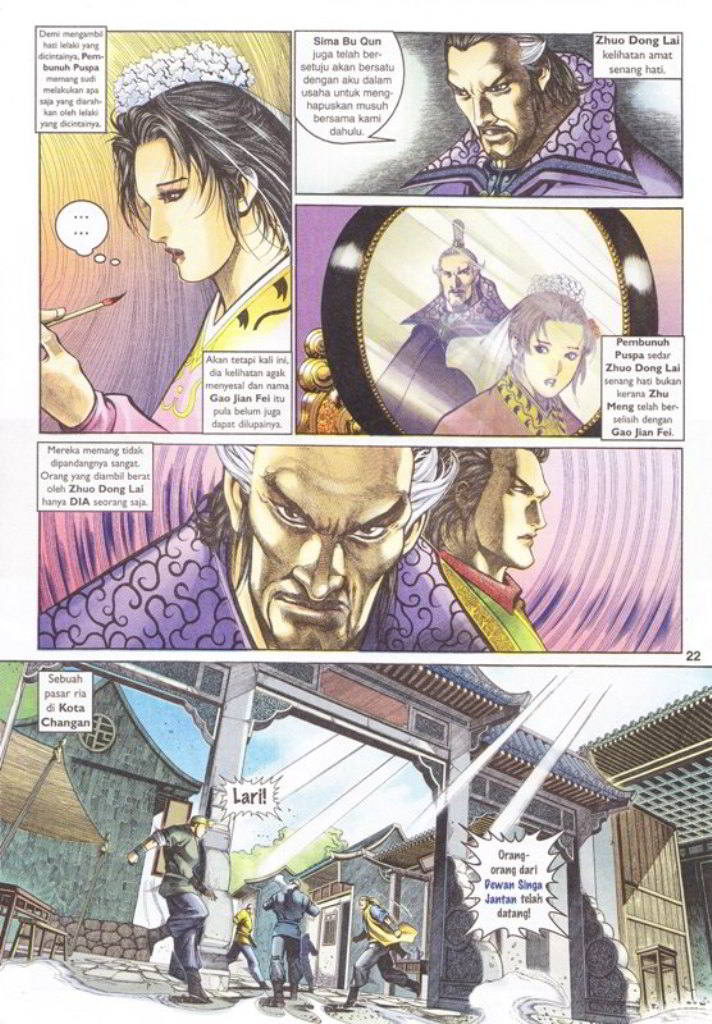 Demi mengambil
hati lelaki yang
dicintainya, Pem-
bunuh Puspa
memang sudi
melakukan apa
saja yang diarah-
kan oleh lelaki
yang dicintainya.
Sima Bu Qun
juga telah ber-
setuju akan bersatu
dengan aku dalam
usaha untuk meng-
hapuskan musuh
bersama kami
dahulu.
Zhuo Dong Lai
kelihatan amat
senang hati.
...
...
Akan tetapi kali ini,
dia kelihatan agak
menyesal dan nama
Gao Jian Fei itu
pula belum juga
dapat dilupainya.
Pembunuh
Puspa sedar
Zhuo Dong Lai
senang hati bukan
kerana Zhu
Meng telah ber-
selisih dengan
Gao Jian Fei.
Mereka memang tidak
dipandangnya sangat.
Orang yang diambil berat
oleh Zhuo Dong Lai
hanya DIA seorang saja.
22
Sebuah
pasar ria
di Kota
Changan
Lari!
Orang-
orang dari
Dewan Singa
Jantan telah
datang!